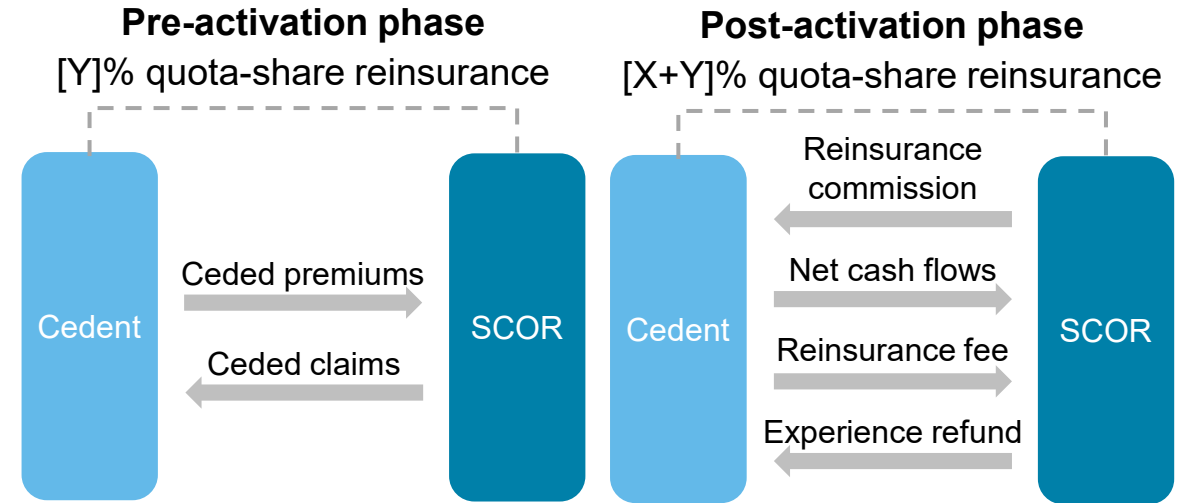 Pre-activation phase
[Y]% quota-share reinsurance
Cedent
Ceded premiums
Ceded claims
SCOR
Post-activation phase
[X+Y]% quota-share reinsurance
Cedent
Reinsurance
commission
Net cash flows
Reinsurance fee
Experience refund
SCOR